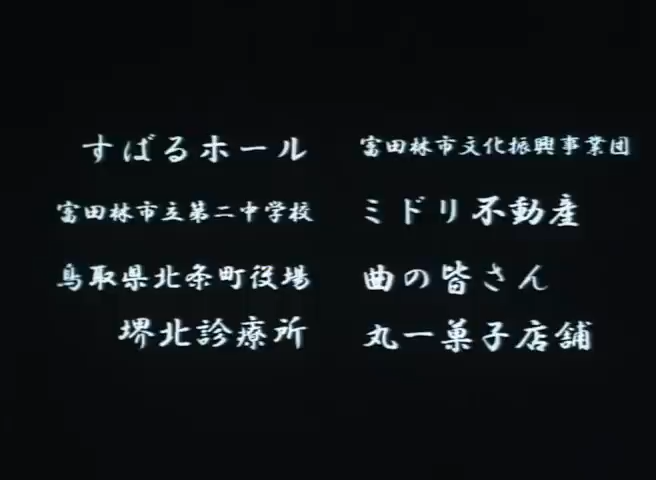 すばるホール 富田林市文化振興事業団
富田林市立第二中学校 ミドリ不動産
鳥取県北条町役場 曲の皆さん
堺北診療所 丸一菓子店舗